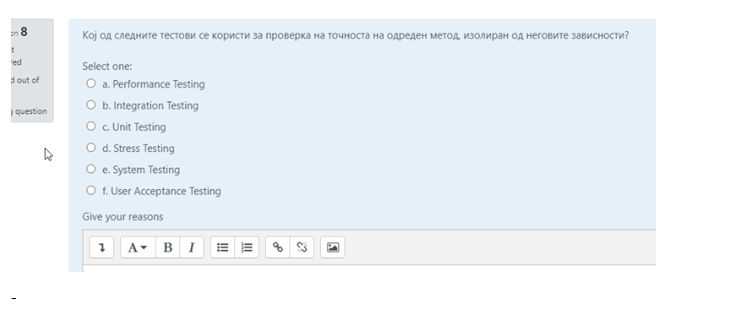 on 8
t
red
d out of
g question
Кој од следните тестови се користи за проверка на точноста на одреден метод, изолиран од неговите зависности?
Select one:
a. Performance Testing
b. Integration Testing
c. Unit Testing
d. Stress Testing
e. System Testing
f. User Acceptance Testing
Give your reasons
A B I
-